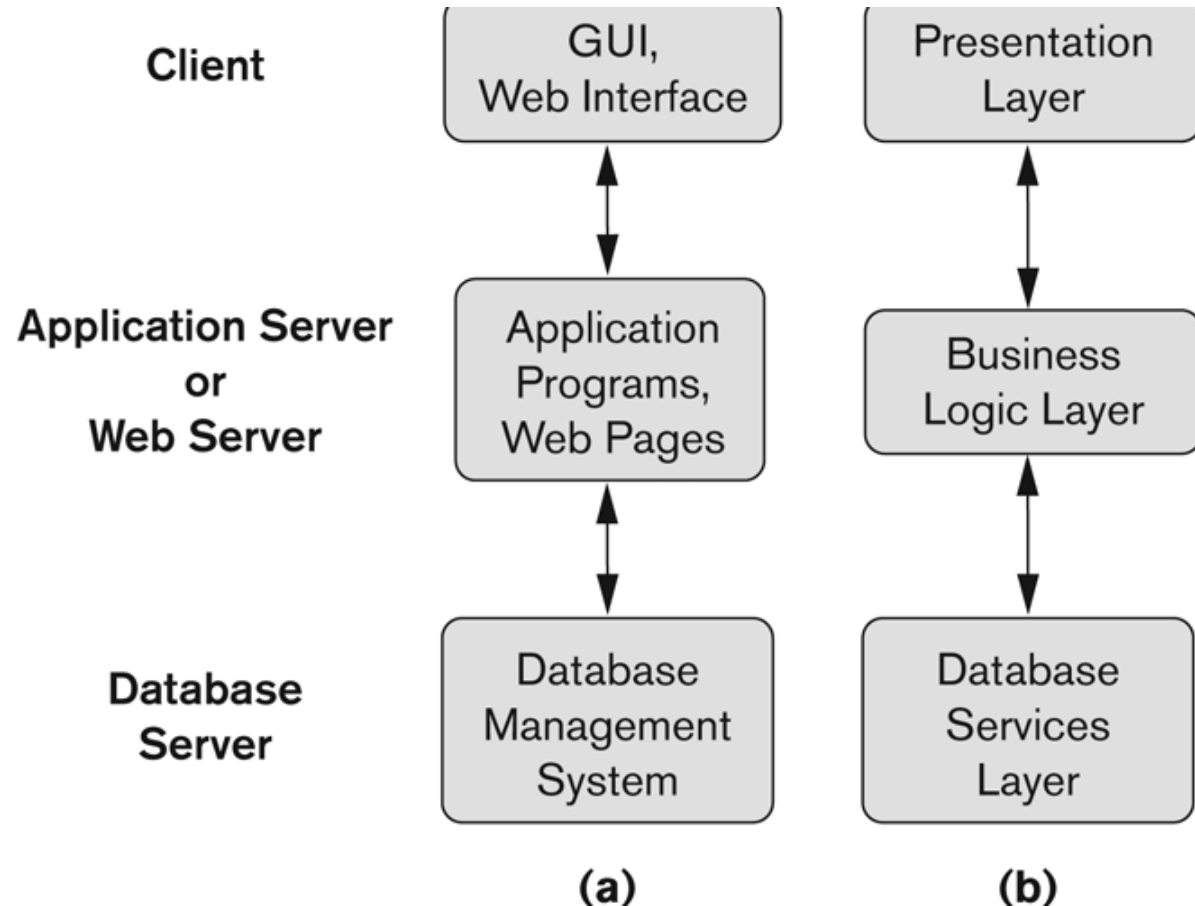 Client
GUI,
Web Interface
Presentation
Layer
Application Server
or
Web Server
Application
Programs,
Web Pages
Business
Logic Layer
Database
Server
Database
Management
System
Database
Services
Layer
(a)
(b)